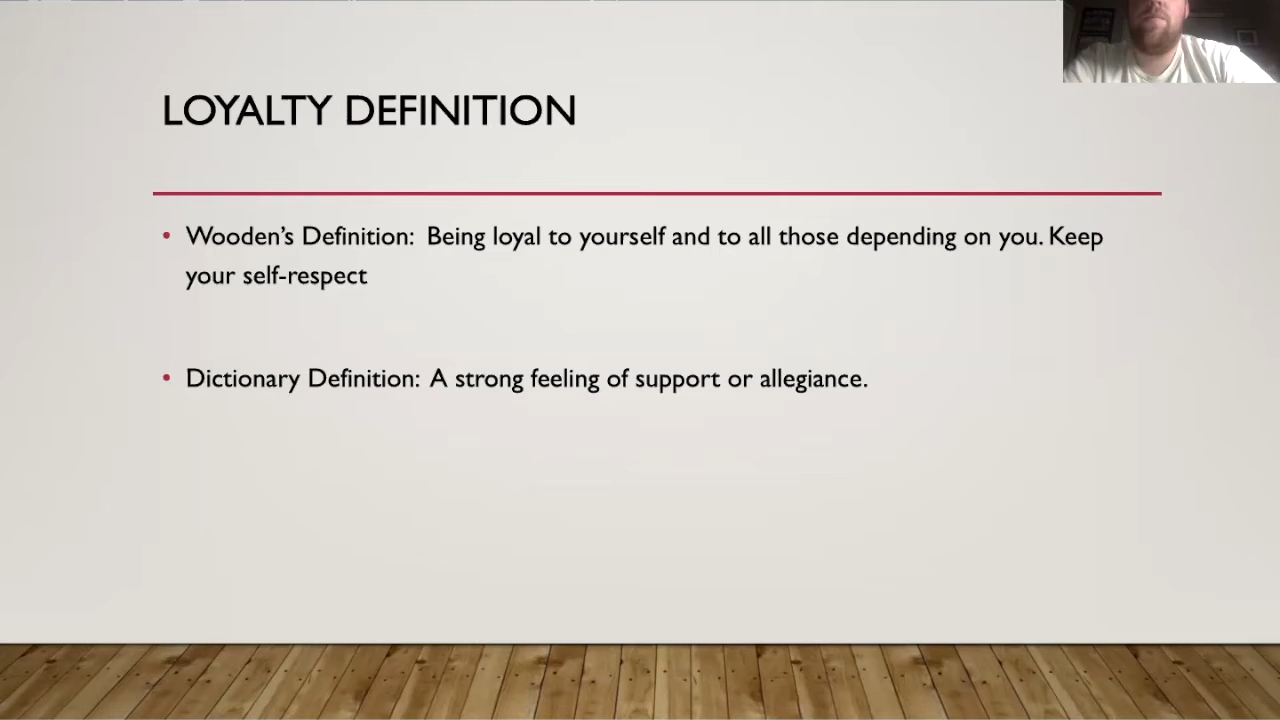 LOYALTY DEFINITION
• Wooden’s Definition: Being loyal to yourself and to all those depending on you. Keep
your self-respect
• Dictionary Definition: A strong feeling of support or allegiance.